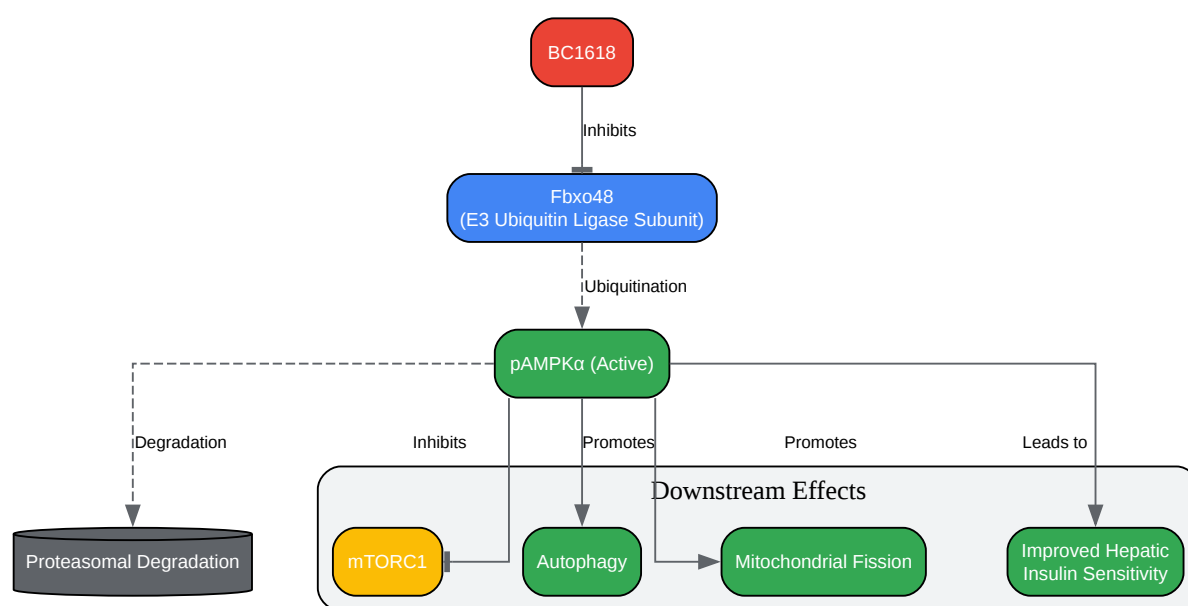 BC1618
Inhibits
Fbxo48
(E3 Ubiquitin Ligase Subunit)
Ubiquitination
pAMPKα (Active)
Degradation
Inhibits
Promotes
Promotes
Leads to
Downstream Effects
Proteasomal Degradation
mTORC1
Autophagy
Mitochondrial Fission
Improved Hepatic
Insulin Sensitivity